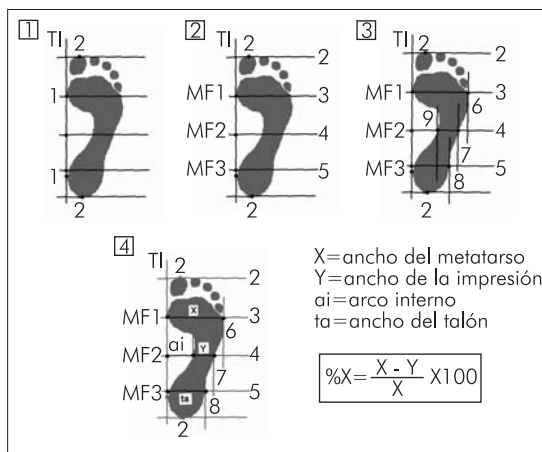 1
TI 2
1
1
2
2
TI 2
2
MF1 3
MF2 4
MF3 5
2
3
TI 2
2
MF1 3
6
9
MF2 4
7
MF3 5
8
2
4
TI 2
2
X
MF1 3
6
ai
Y
MF2 4
7
MF3 5
ta
8
2
X=ancho del metatarso
Y=ancho de la impresión
ai=arco interno
ta=ancho del talón
%X= X - Y X100
X